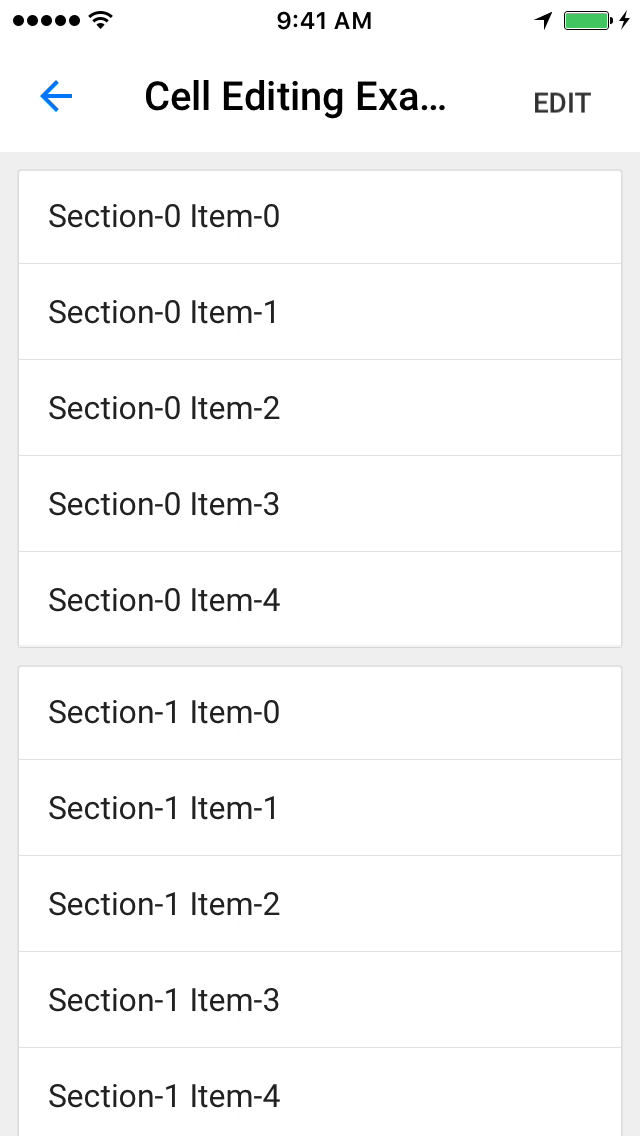 9:41 AM
Cell Editing Exa...
EDIT
Section-0 Item-0
Section-0 Item-1
Section-0 Item-2
Section-0 Item-3
Section-0 Item-4
Section-1 Item-0
Section-1 Item-1
Section-1 Item-2
Section-1 Item-3
Section-1 Item-4